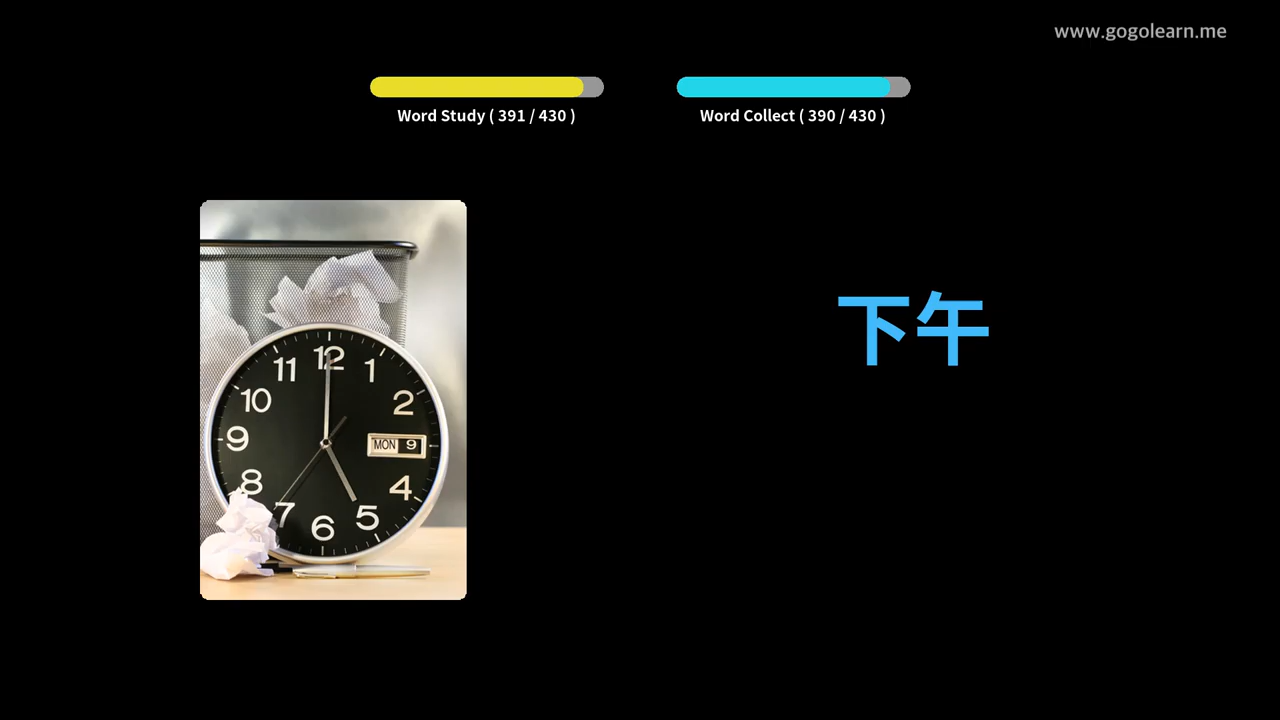 www.gogolearn.me
Word Study ( 391 / 430 )
Word Collect ( 390 / 430 )
下午
12
11
1
10
2
9
MON 9
8
4
7
5
6